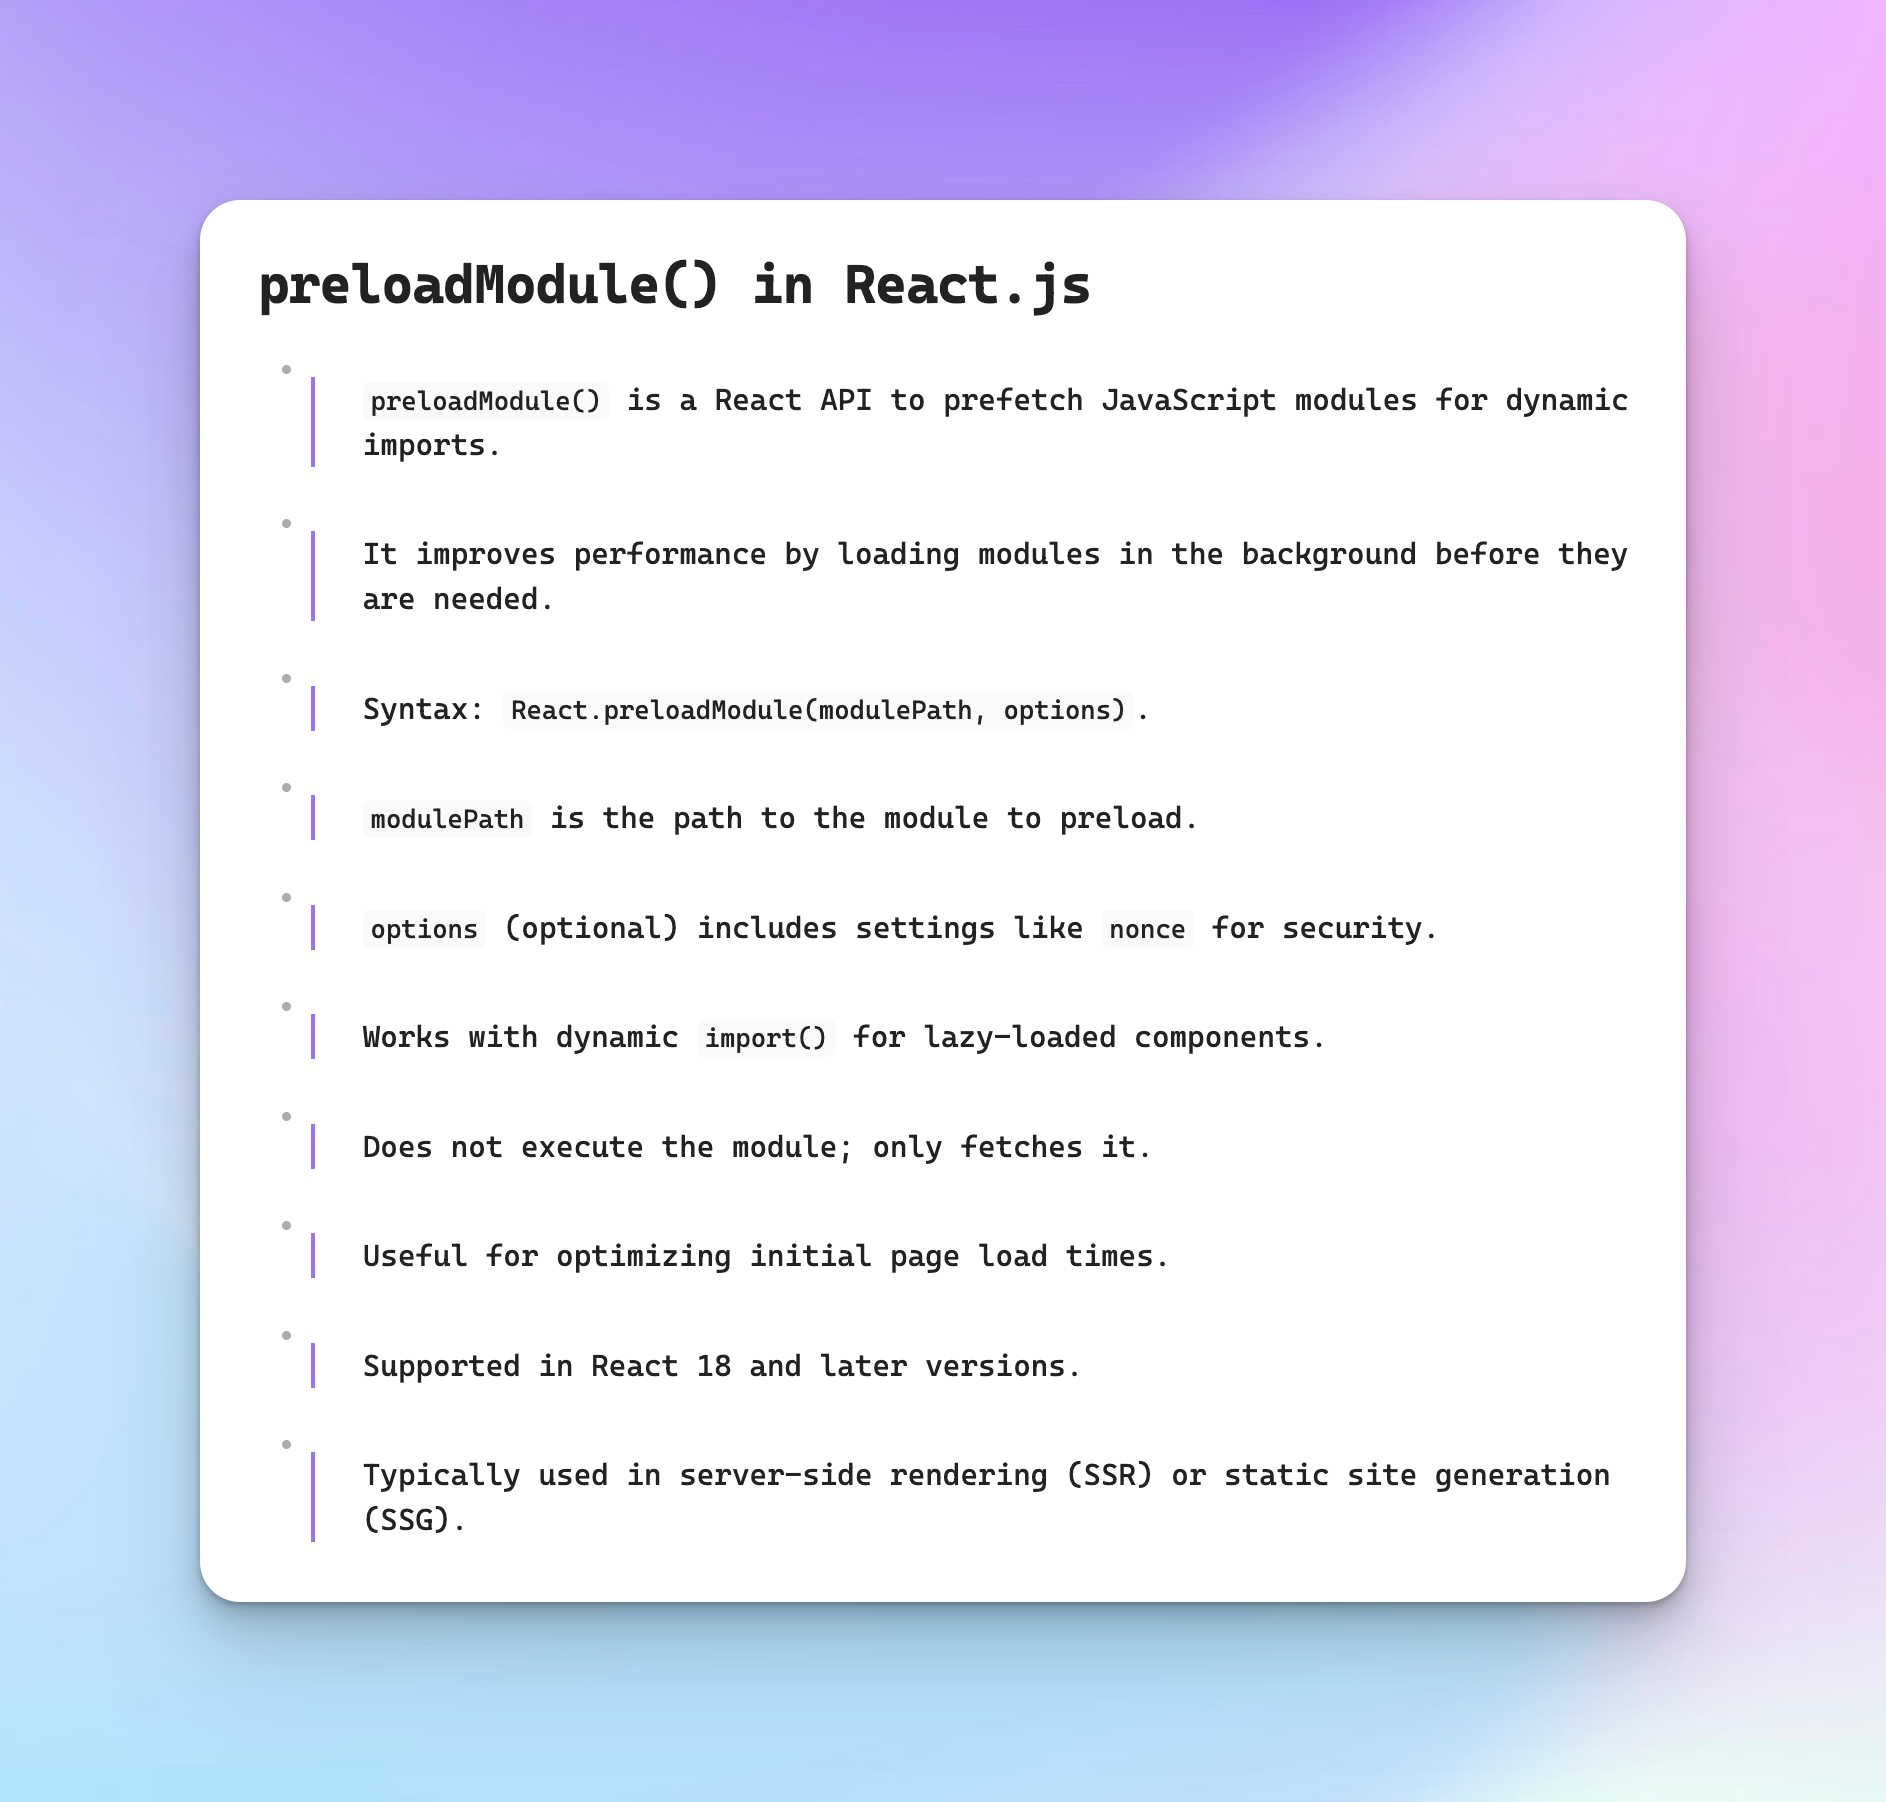 preloadModule() in React.js
preloadModule() is a React API to prefetch JavaScript modules for dynamic
imports.
It improves performance by loading modules in the background before they
are needed.
Syntax: React.preloadModule(modulePath, options).
modulePath is the path to the module to preload.
options (optional) includes settings like nonce for security.
Works with dynamic import() for lazy-loaded components.
Does not execute the module; only fetches it.
Useful for optimizing initial page load times.
Supported in React 18 and later versions.
Typically used in server-side rendering (SSR) or static site generation
(SSG).